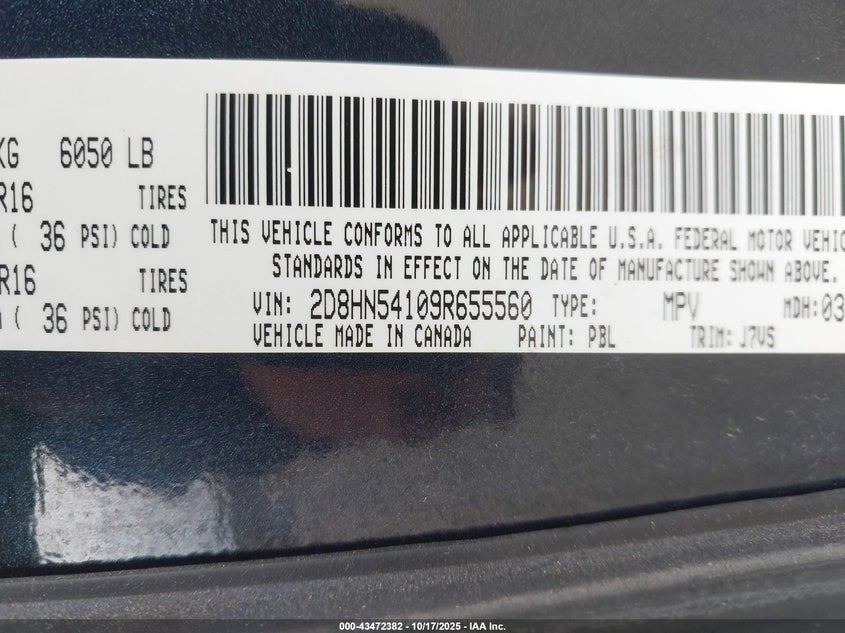 KG 6050 LB
R16 TIRES
( 36 PSI) COLD
R16 TIRES
( 36 PSI) COLD
THIS VEHICLE CONFORMS TO ALL APPLICABLE U.S.A. FEDERAL MOTOR VEHIC
STANDARDS IN EFFECT ON THE DATE OF MANUFACTURE SHOWN ABOVE.
VIN: 2D8HN54109R655560 TYPE: MPV MDH: 03
VEHICLE MADE IN CANADA PAINT: PBL TRIM: J7VS
000-43472382 - 10/17/2025 - IAA Inc.